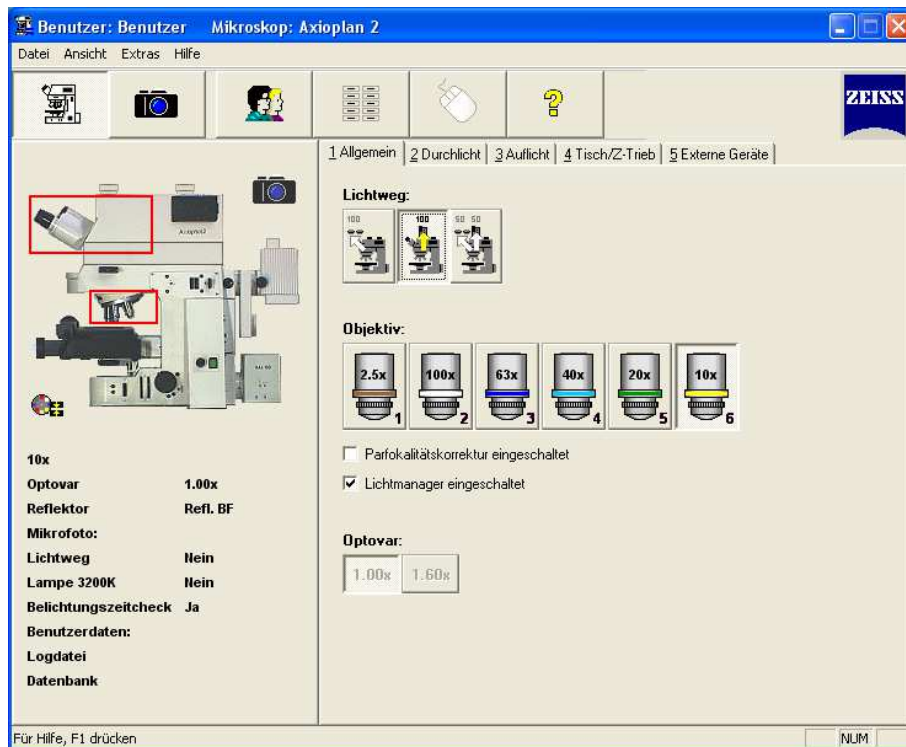 Benutzer: Benutzer Mikroskop: Axioplan 2
Datei Ansicht Extras Hilfe
ZEISS
1 Allgemein 2 Durchlicht 3 Auflicht 4 Tisch/Z-Trieb 5 Externe Geräte
Axioplan2
Lichtweg:
100 100 50 50
Objektiv:
2.5x 100x 63x 40x 20x 10x
1 2 3 4 5 6
Parfokalitätskorrektur eingeschaltet
Lichtmanager eingeschaltet
Optovar:
1.00x 1.60x
10x
Optovar 1.00x
Reflektor Refl. BF
Mikrofoto:
Lichtweg Nein
Lampe 3200K Nein
Belichtungszeitcheck Ja
Benutzerdaten:
Logdatei
Datenbank
Für Hilfe, F1 drücken NUM